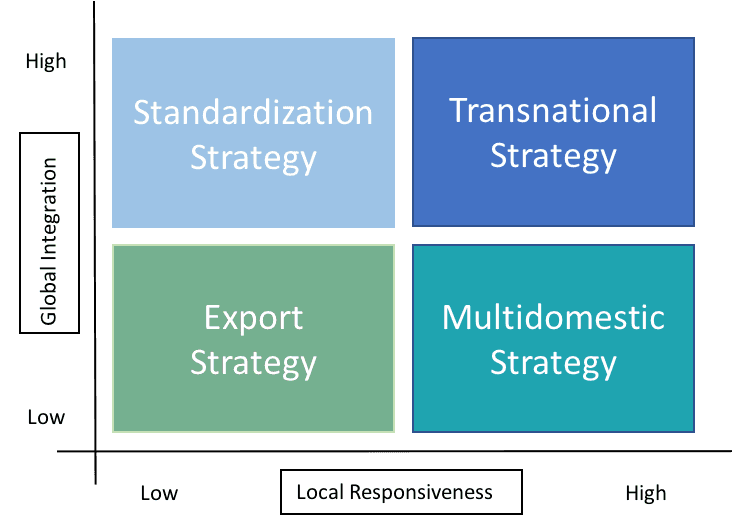 High
Standardization
Strategy
Transnational
Strategy
Global Integration
Export
Strategy
Multidomestic
Strategy
Low
Low
Local Responsiveness
High